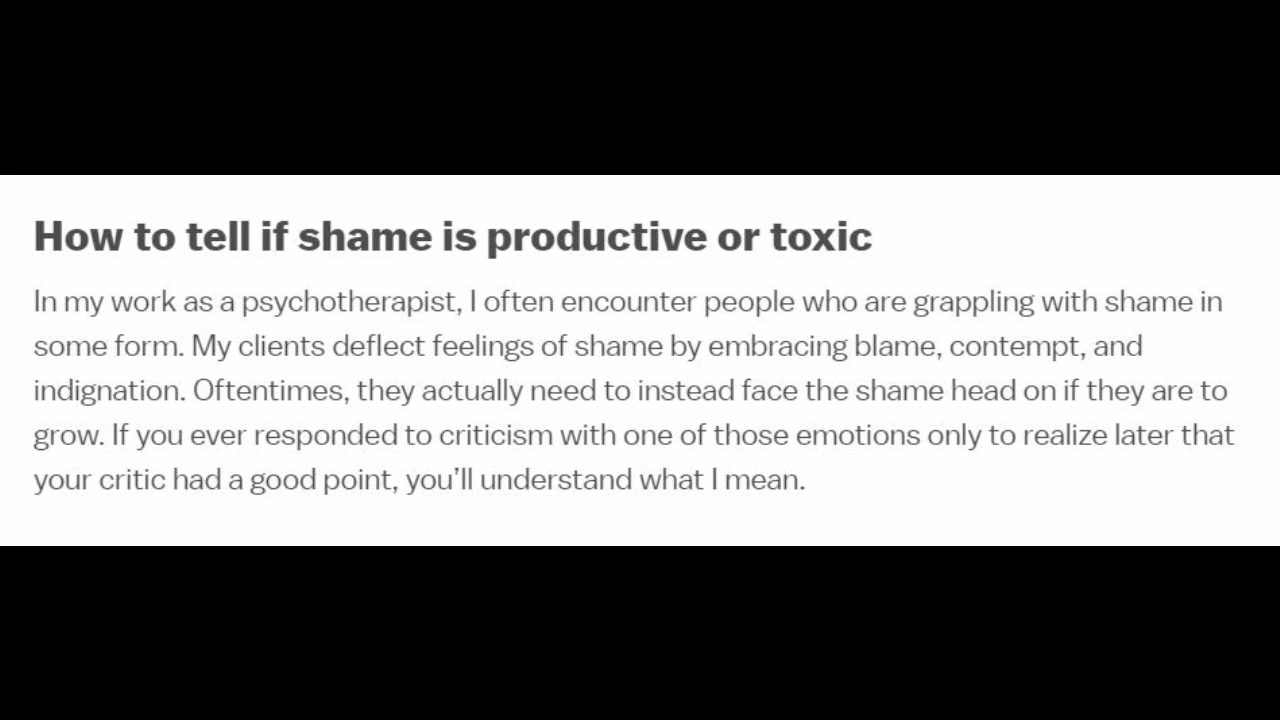 How to tell if shame is productive or toxic
In my work as a psychotherapist, I often encounter people who are grappling with shame in
some form. My clients deflect feelings of shame by embracing blame, contempt, and
indignation. Oftentimes, they actually need to instead face the shame head on if they are to
grow. If you ever responded to criticism with one of those emotions only to realize later that
your critic had a good point, you’ll understand what I mean.